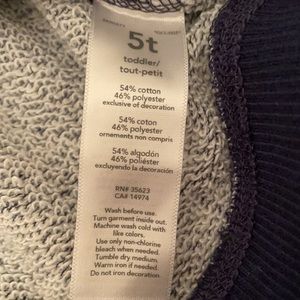 5t
toddler/
tout-petit
54% cotton
46% polyester
exclusive of decoration
54% coton
46% polyester
ornements non compris
54% algodón
46% poliéster
excluyendo la decoración
RN# 35623
CA# 14974
Wash before use.
Turn garment inside out.
Machine wash cold with
like colors.
Use only non-chlorine
bleach when needed.
Tumble dry medium.
Warm iron if needed.
Do not iron decoration.